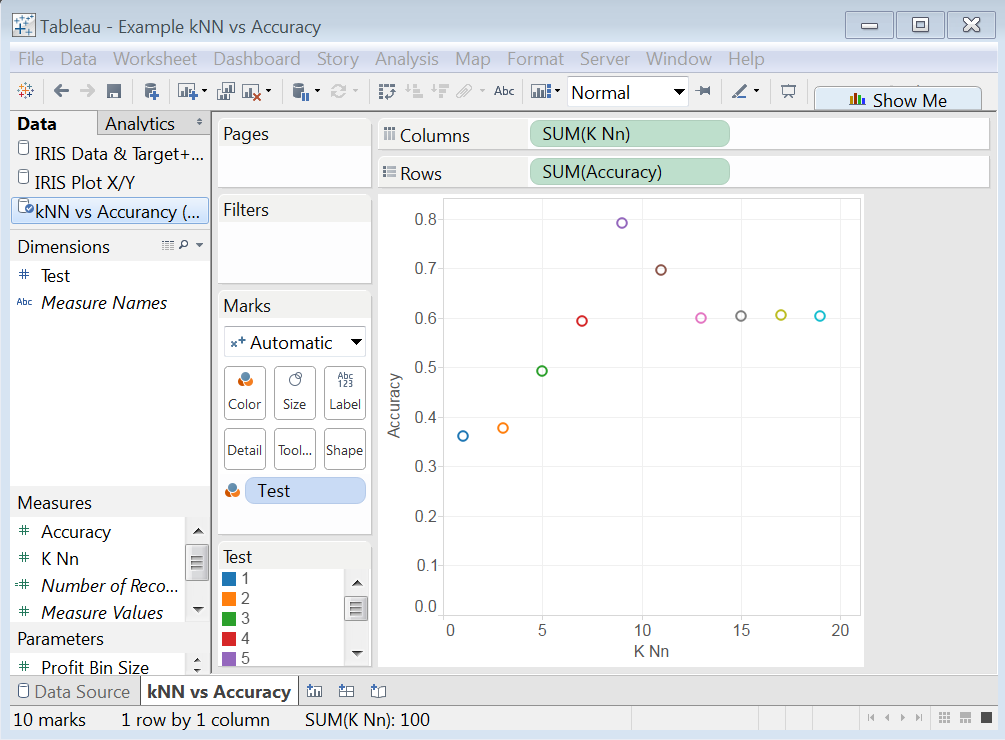 Tableau - Example kNN vs Accuracy
File Data Worksheet Dashboard Story Analysis Map Format Server Window Help
Abc Normal Show Me
Data Analytics
IRIS Data & Target+...
IRIS Plot X/Y
kNN vs Accurancy (...
Dimensions
Test
Abc Measure Names
Measures
Accuracy
K Nn
Number of Reco...
Measure Values
Parameters
Profit Bin Size
Pages
Filters
Marks
Automatic
Abc
123
Color Size Label
Detail Tool... Shape
Test
Test
1
2
3
4
5
Columns SUM(K Nn)
Rows SUM(Accuracy)
0.8
0.7
0.6
0.5
0.4
0.3
0.2
0.1
0.0
Accuracy
0 5 10 15 20
K Nn
Data Source kNN vs Accuracy
10 marks 1 row by 1 column SUM(K Nn): 100